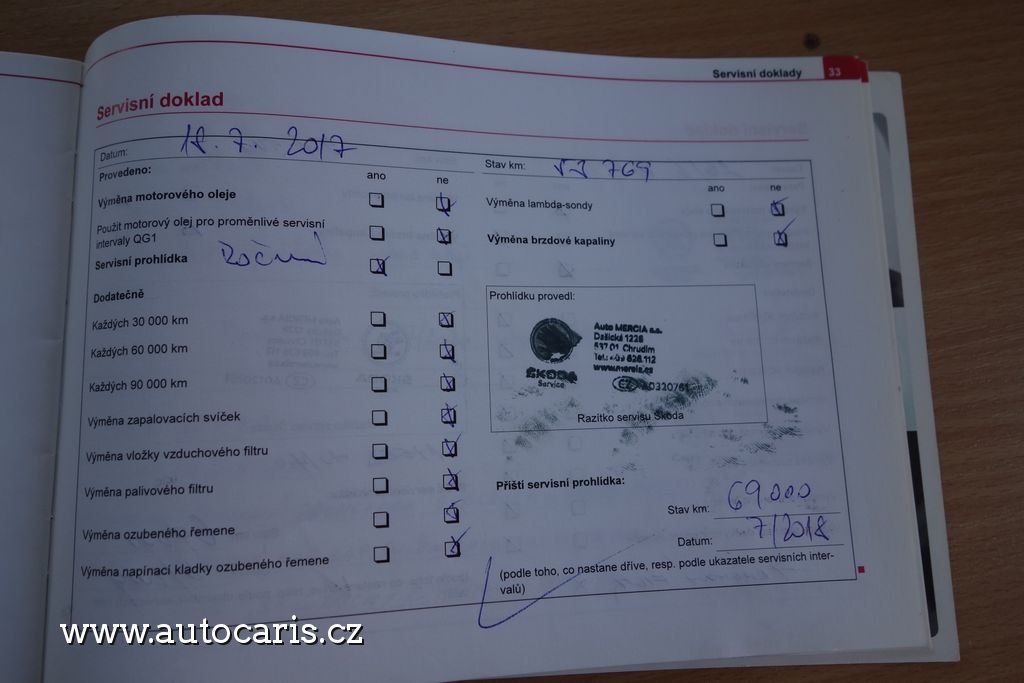 Servisní doklady 33
Servisní doklad
Datum: 18. 7. 2017
Stav km: 55 769
Provedeno:
ano ne
Výměna motorového oleje
Použit motorový olej pro proměnlivé servisní
intervaly QG1
Servisní prohlídka Roční
Dodatečně
Každých 30 000 km
Každých 60 000 km
Každých 90 000 km
Výměna zapalovacích svíček
Výměna vložky vzduchového filtru
Výměna palivového filtru
Výměna ozubeného řemene
Výměna napínací kladky ozubeného řemene
ano ne
Výměna lambda-sondy
Výměna brzdové kapaliny
Prohlídku provedl:
Auto MERCIA a.s.
Dašická 1228
537 01 Chrudim
www.mercia.cz
ŠKODA
Service
CZ
Razítko servisu Škoda
Příští servisní prohlídka:
Stav km: 69 000
Datum: 7/2018
(podle toho, co nastane dříve, resp. podle ukazatele servisních inter-
valů)
www.autocaris.cz